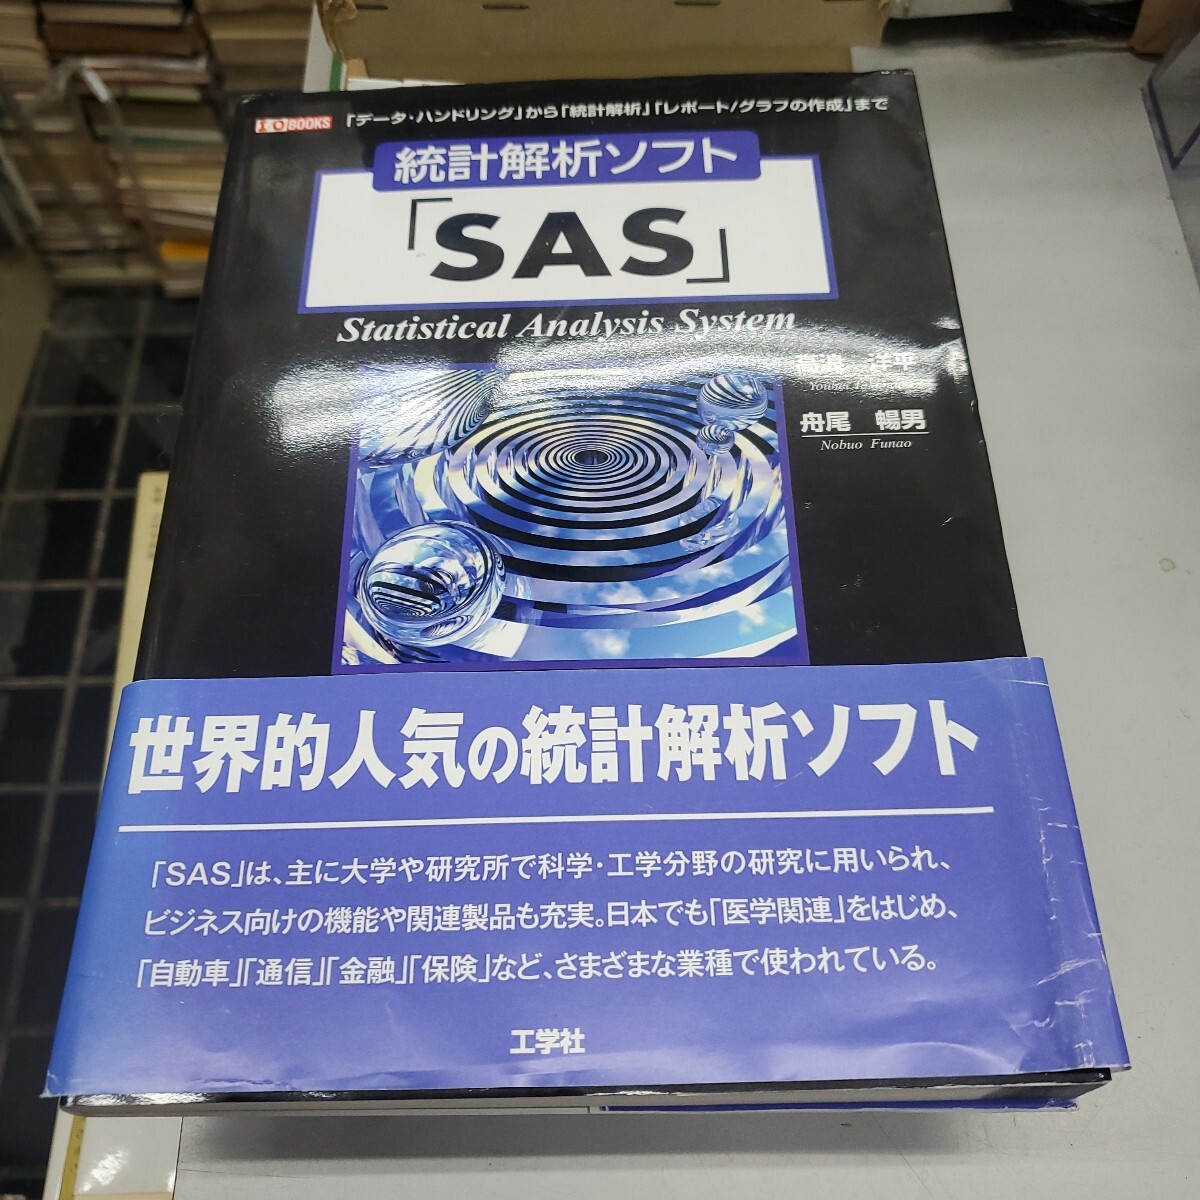 I O BOOKS
「データ・ハンドリング」から「統計解析」「レポート/グラフの作成」まで
統計解析ソフト
「SAS」
Statistical Analysis System
高浪 洋平
舟尾 暢男
Nobuo Funao
世界的人気の統計解析ソフト
「SAS」は、主に大学や研究所で科学・工学分野の研究に用いられ、
ビジネス向けの機能や関連製品も充実。日本でも「医学関連」をはじめ、
「自動車」「通信」「金融」「保険」など、さまざまな業種で使われている。
工学社